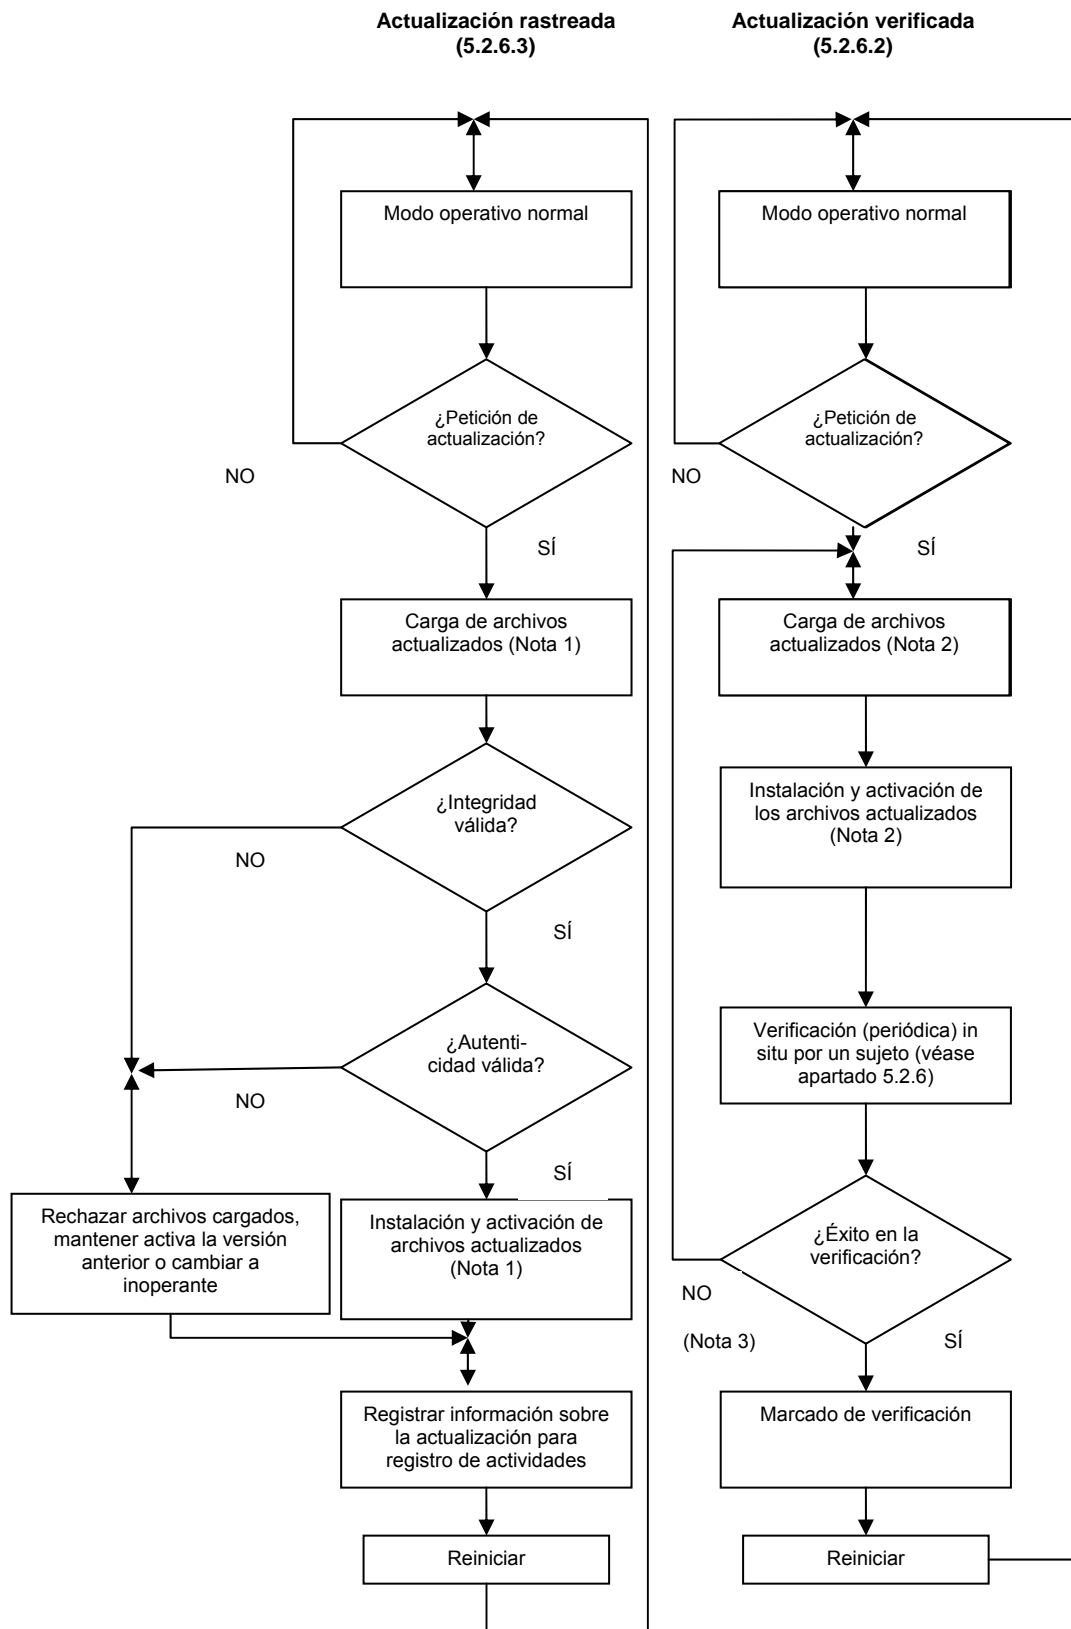 Actualización rastreada
(5.2.6.3)
Actualización verificada
(5.2.6.2)
Modo operativo normal
¿Petición de
actualización?
NO
SÍ
Carga de archivos
actualizados (Nota 1)
¿Integridad
válida?
NO
SÍ
¿Autenti-
cidad válida?
NO
SÍ
Rechazar archivos cargados,
mantener activa la versión
anterior o cambiar a
inoperante
Instalación y activación de
archivos actualizados
(Nota 1)
Registrar información sobre
la actualización para
registro de actividades
Reiniciar
Modo operativo normal
¿Petición de
actualización?
NO
SÍ
Carga de archivos
actualizados (Nota 2)
Instalación y activación de
los archivos actualizados
(Nota 2)
Verificación (periódica) in
situ por un sujeto (véase
apartado 5.2.6)
¿Éxito en la
verificación?
NO
(Nota 3)
SÍ
Marcado de verificación
Reiniciar